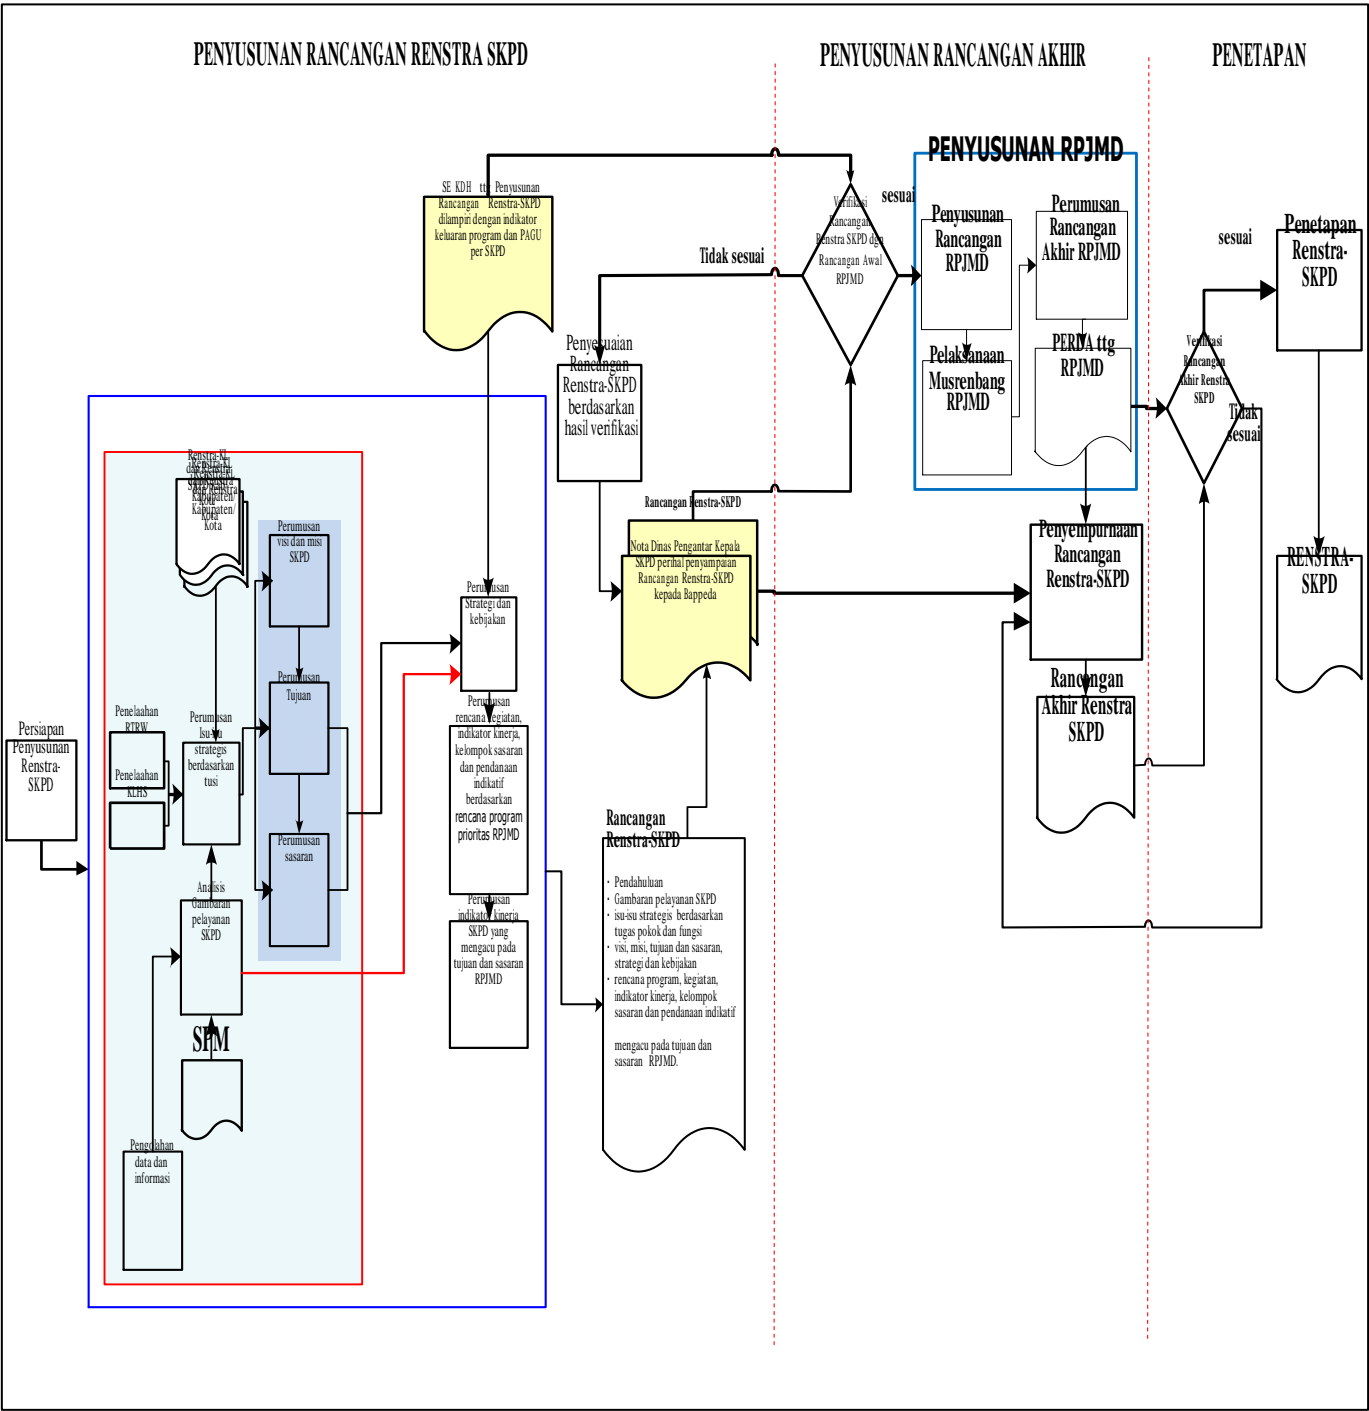 PENYUSUNAN RANCANGAN RENSTRA SKPD
PENYUSUNAN RANCANGAN AKHIR
PENETAPAN
SE KDH ttg Penyusunan
Rancangan Renstra-SKPD
dilampiri dengan indikator
keluaran program dan PAGU
per SKPD
Tidak sesuai
Verifikasi
Rancangan
Renstra SKPD dgn
Rancangan Awal
RPJMD
sesuai
PENYUSUNAN RPJMD
Penyusunan
Rancangan
RPJMD
Perumusan
Rancangan
Akhir RPJMD
Pelaksanaan
Musrenbang
RPJMD
PERDA ttg
RPJMD
sesuai
Penetapan
Renstra-
SKPD
Verifikasi
Rancangan
Akhir Renstra
SKPD
Tidak
sesuai
Penyesuaian
Rancangan
Renstra-SKPD
berdasarkan
hasil verifikasi
Renstra-KL
Kabupaten/
Kota
Perumusan
visi dan misi
SKPD
Perumusan
Tujuan
Perumusan
sasaran
Rancangan Renstra-SKPD
Nota Dinas Pengantar Kepala
SKPD perihal penyampaian
Rancangan Renstra-SKPD
kepada Bappeda
Penyempurnaan
Rancangan
Renstra-SKPD
RENSTRA-
SKPD
Rancangan
Akhir Renstra
SKPD
Perumusan
Strategi dan
kebijakan
Perumusan
rencana kegiatan,
indikator kinerja,
kelompok sasaran
dan pendanaan
indikatif
berdasarkan
rencana program
prioritas RPJMD
Perumusan
indikator kinerja
SKPD yang
mengacu pada
tujuan dan sasaran
RPJMD
Persiapan
Penyusunan
Renstra-
SKPD
Penelaahan
RTRW
Penelaahan
KLHS
Perumusan
Isu-isu
strategis
berdasarkan
tusi
Analisis
Gambaran
pelayanan
SKPD
SPM
Pengolahan
data dan
informasi
Rancangan
Renstra-SKPD
· Pendahuluan
· Gambaran pelayanan SKPD
· isu-isu strategis berdasarkan
tugas pokok dan fungsi
· visi, misi, tujuan dan sasaran,
strategi dan kebijakan
· rencana program, kegiatan,
indikator kinerja, kelompok
sasaran dan pendanaan indikatif
mengacu pada tujuan dan
sasaran RPJMD.